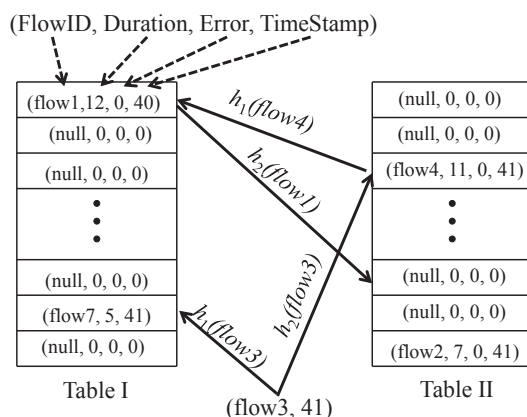 (FlowID, Duration, Error, TimeStamp)
(flow1,12, 0, 40)
(null, 0, 0, 0)
(null, 0, 0, 0)
(null, 0, 0, 0)
(flow7, 5, 41)
(null, 0, 0, 0)
Table I
h1(flow4)
h2(flow1)
h2(flow3)
h1(flow3)
(flow3, 41)
(null, 0, 0, 0)
(null, 0, 0, 0)
(flow4, 11, 0, 41)
(null, 0, 0, 0)
(null, 0, 0, 0)
(flow2, 7, 0, 41)
Table II